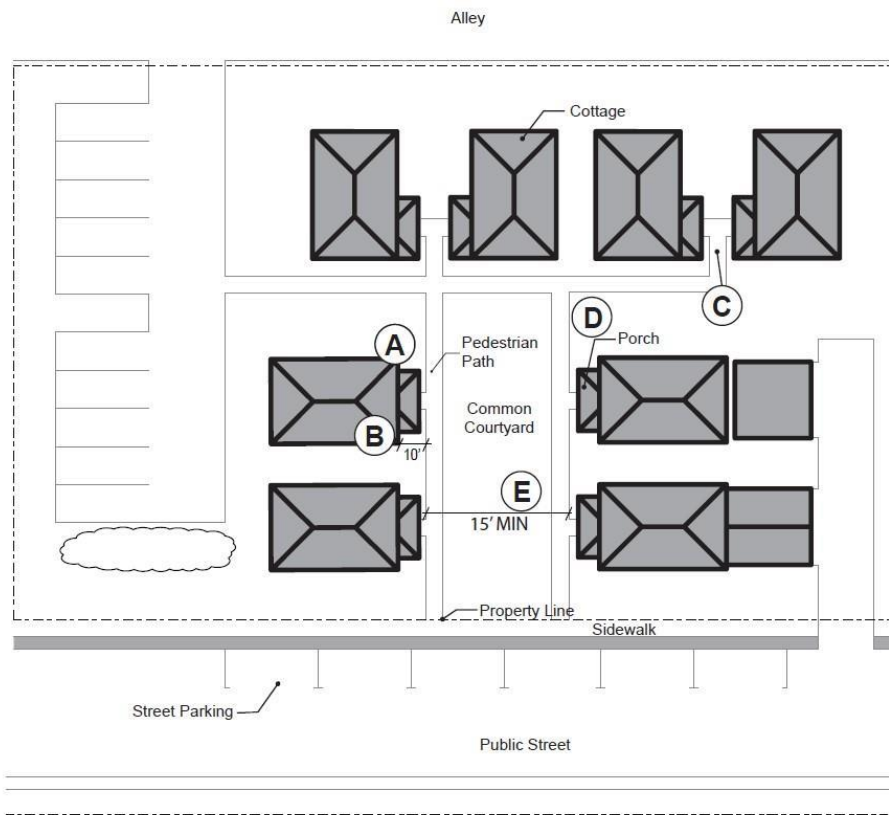 Alley
Cottage
C
D
A
Porch
Pedestrian
Path
Common
Courtyard
B
10'
E
15' MIN
Property Line
Sidewalk
Street Parking
Public Street